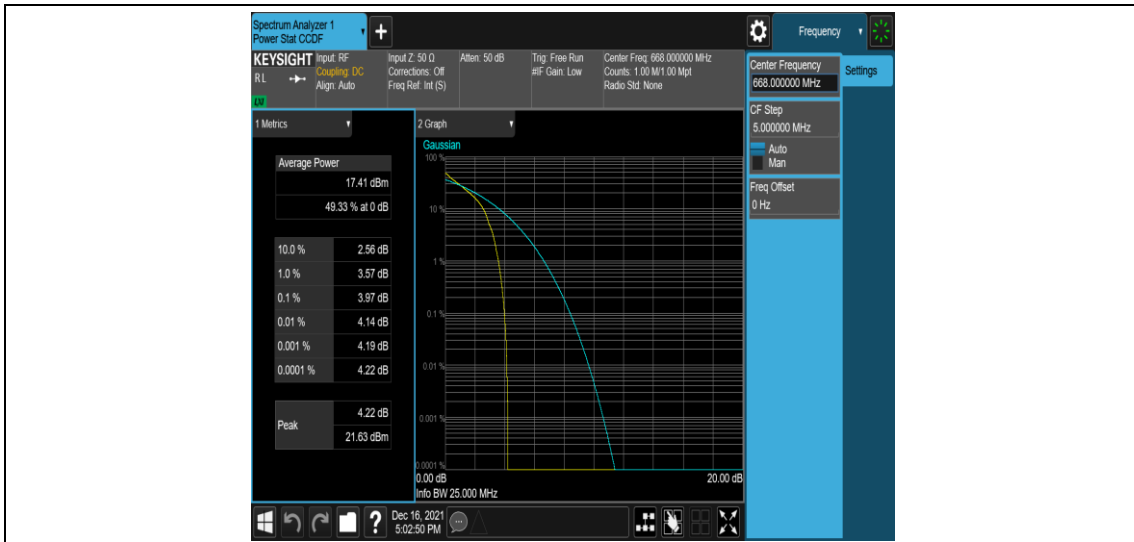 Spectrum Analyzer 1
Power Stat CCDF
+
Frequency
KEYSIGHT
RL
LXI
Input: RF
Coupling: DC
Align: Auto
Input Z: 50 Ω
Corrections: Off
Freq Ref: Int (S)
Atten: 50 dB
Trig: Free Run
#IF Gain: Low
Center Freq: 668.000000 MHz
Counts: 1.00 M/1.00 Mpt
Radio Std: None
Center Frequency
668.000000 MHz
Settings
CF Step
5.000000 MHz
Auto
Man
Freq Offset
0 Hz
1 Metrics
Average Power
17.41 dBm
49.33 % at 0 dB
10.0 % 2.56 dB
1.0 % 3.57 dB
0.1 % 3.97 dB
0.01 % 4.14 dB
0.001 % 4.19 dB
0.0001 % 4.22 dB
Peak
4.22 dB
21.63 dBm
2 Graph
Gaussian
100 %
10 %
1 %
0.1 %
0.01 %
0.001 %
0.0001 %
0.00 dB
20.00 dB
Info BW 25.000 MHz
?
Dec 16, 2021
5:02:50 PM